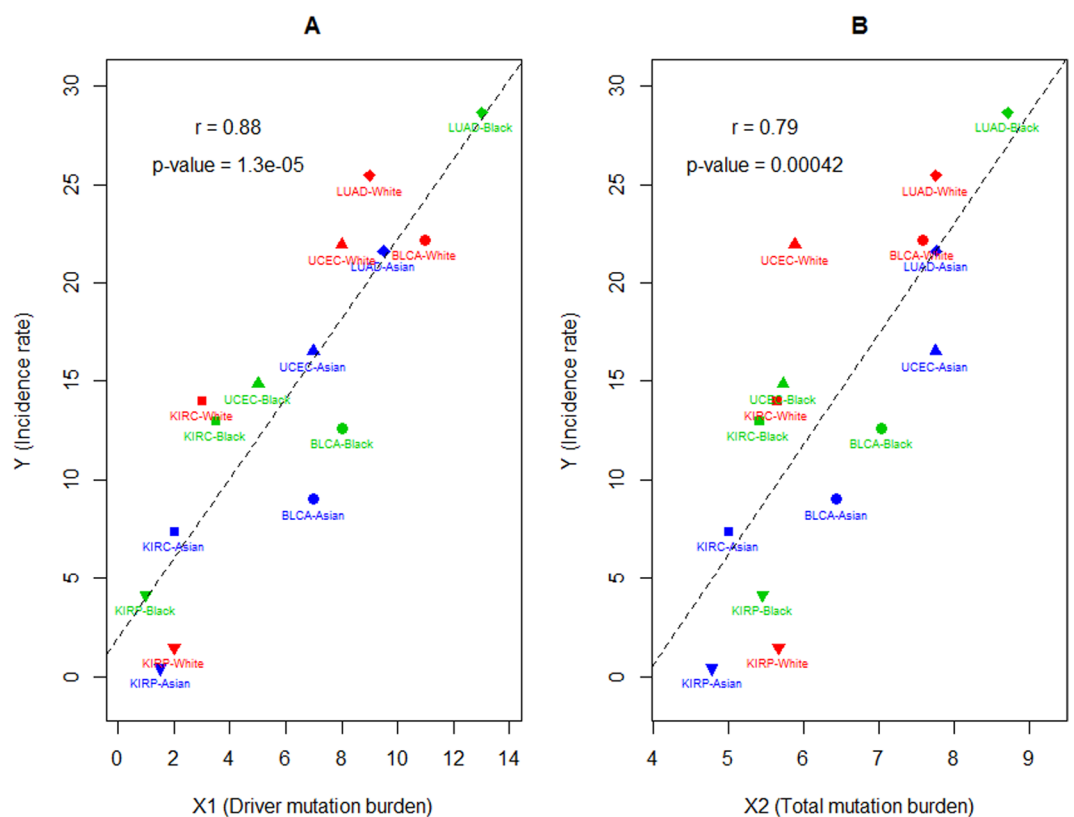 A
r = 0.88
p-value = 1.3e-05
LUAD-Black
LUAD-White
UCEC-White
LUAD-Asian
BLCA-White
UCEC-Asian
UCEC-Black
KIRC-White
KIRC-Black
BLCA-Black
BLCA-Asian
KIRC-Asian
KIRP-Black
KIRP-White
KIRP-Asian
0 5 10 15 20 25 30
Y (Incidence rate)
0 2 4 6 8 10 12 14
X1 (Driver mutation burden)
B
r = 0.79
p-value = 0.00042
LUAD-Black
LUAD-White
UCEC-White
BLCA-White
LUAD-Asian
UCEC-Asian
UCEC-Black
KIRC-White
KIRC-Black
BLCA-Black
BLCA-Asian
KIRC-Asian
KIRP-Black
KIRP-White
KIRP-Asian
0 5 10 15 20 25 30
Y (Incidence rate)
4 5 6 7 8 9
X2 (Total mutation burden)